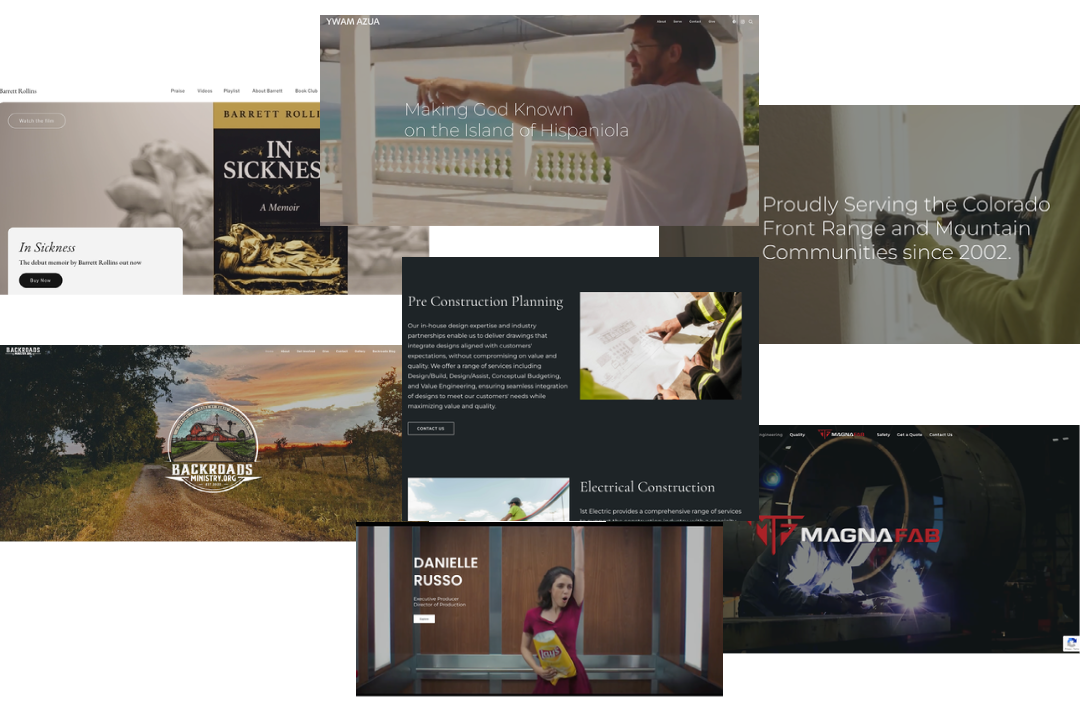 YWAM AZUA
About Serve Contact Give
Making God Known
on the Island of Hispaniola
Barrett Rollins
Praise Videos Playlist About Barrett Book Club
Watch the film
BARRETT ROLLI
IN
SICKNES
A Memoir
In Sickness
The debut memoir by Barrett Rollins out now
Buy Now
Proudly Serving the Colorado
Front Range and Mountain
Communities since 2002.
Pre Construction Planning
Our in-house design expertise and industry
partnerships enable us to deliver drawings that
integrate designs aligned with customers'
expectations, without compromising on value and
quality. We offer a range of services including
Design/Build, Design/Assist, Conceptual Budgeting,
and Value Engineering, ensuring seamless integration
of designs to meet our customers' needs while
maximizing value and quality.
CONTACT US
Electrical Construction
1st Electric provides a comprehensive range of services
BACKROADS
MINISTRY.ORG
BACKROADS
MINISTRY.ORG
EST 2020
ngineering Quality MAGNAFAB Safety Get a Quote Contact Us
MAGNAFAB
DANIELLE
RUSSO
Executive Producer
Director of Production
Lay's